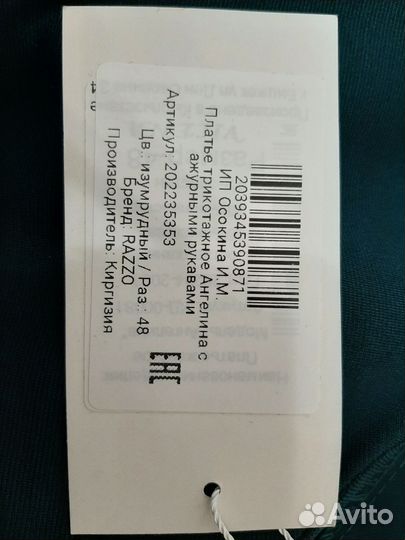 2039345390871
ИП Осокина И.М.
Платье трикотажное Ангелина с
ажурными рукавами
Артикул: 202235353
Цв.: изумрудный / Раз.: 48
Бренд: RAZZO
Производитель: Киргизия
EAC
Avito